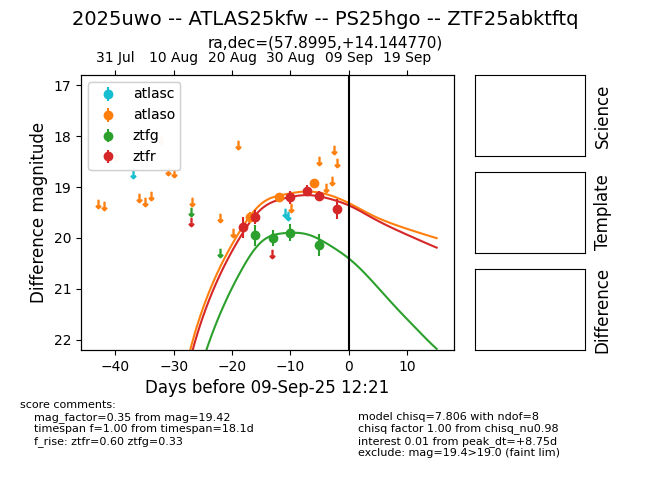 2025uwo -- ATLAS25kfw -- PS25hgo -- ZTF25abktftq
ra,dec=(57.8995,+14.144770)
31 Jul 10 Aug 20 Aug 30 Aug 09 Sep 19 Sep
17
18
19
20
21
22
Difference magnitude
atlasc
atlaso
ztfg
ztfr
−40 −30 −20 −10 0 10
Days before 09-Sep-25 12:21
Science
Template
Difference
score comments:
mag_factor=0.35 from mag=19.42
timespan f=1.00 from timespan=18.1d
f_rise: ztfr=0.60 ztfg=0.33
model chisq=7.806 with ndof=8
chisq factor 1.00 from chisq_nu0.98
interest 0.01 from peak_dt=+8.75d
exclude: mag=19.4>19.0 (faint lim)